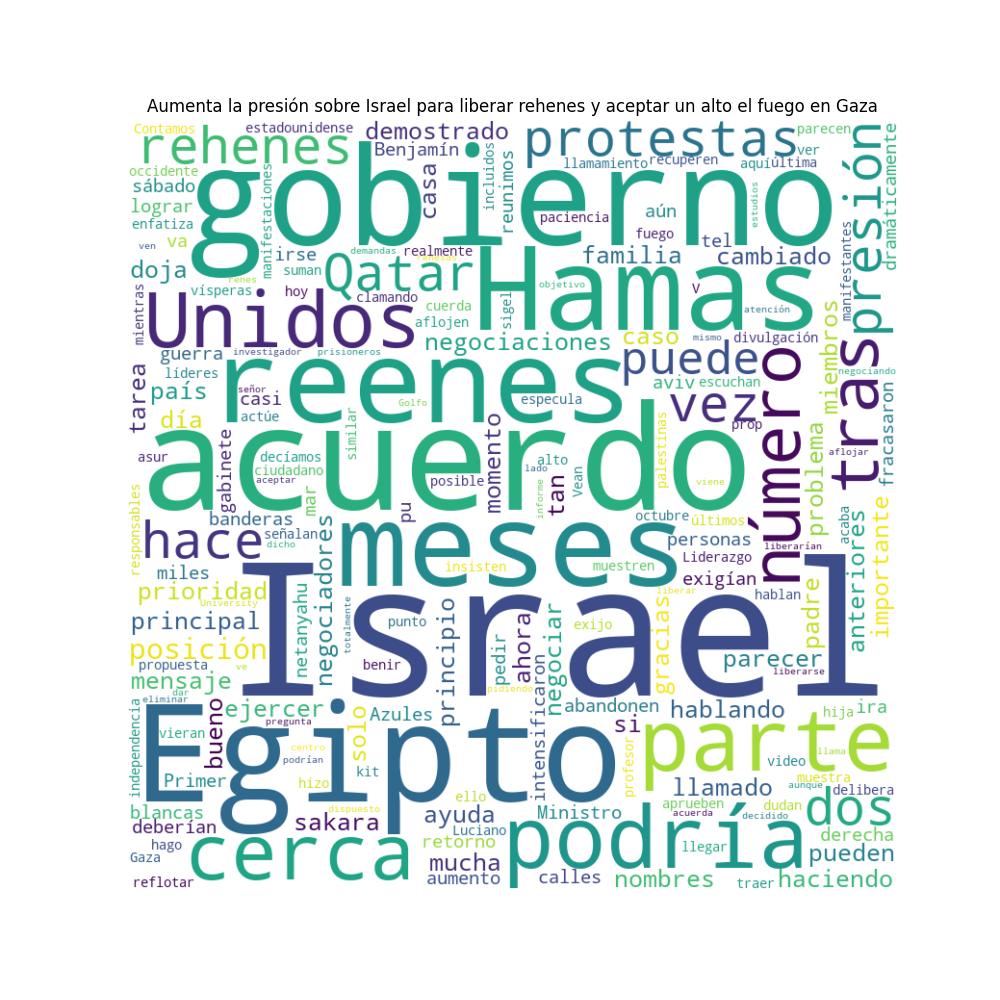 Aumenta la presión sobre Israel para liberar rehenes y aceptar un alto el fuego en Gaza
Contamos
estadounidense
demostrado
protestas
parecen
rehenes
Benjamín
occidente
sábado
lograr
enfatiza
va
ven
manifestaciones
gobierno
casa
incluidos
reunimos
llamamiento
recuperen
aquí
última
ver
paciencia
aún
estudios
fuego
tel
presión
dramáticamente
manifestantes
doja
irse
suman
demandas
realmente
familia
cambiado
renes
vísperas
hoy
Qatar
clamando
Hamas
objetivo
V
atención
mientras
Unidos
cuerda
aflojen
sigel
negociaciones
caso
mismo
divulgación
guerra
investigador
prisioneros
líderes
puede
miembros
negociando
tarea
país
señor
casi
reenes
Golfo
especula
aviv
escuchan
vez
número
tras
día
actúe
similar
prop
fracasaron
asur
gabinete
decíamos
ciudadano
aceptar
acuerdo
posible
momento
alto
lado
tan
Vean
palestinas
viene
problema
aflojar
responsables
mar
pu
informe
banderas
octubre
últimos
acaba
hace
señalan
dicho
negociadores
meses
personas
Liderazgo
liberarían
importante
miles
insisten
muestren
exigían
hablan
prioridad
University
netanyahu
totalmente
Israel
liberar
padre
anteriores
principal
punto
principio
exijo
posición
propuesta
ve
benir
pedir
ahora
negociar
gracias
parecer
liberarse
mensaje
dar
pidiendo
eliminar
ejercer
Azules
intensificaron
abandonen
hablando
hija
ira
independencia
vieran
bueno
pregunta
Egipto
solo
si
parte
centro
podrían
video
llama
Primer
hizo
kit
profesor
llamado
muestra
aunque
delibera
blancas
dispuesto
ello
Ministro
aprueben
dudan
dos
deberían
sakara
ayuda
Luciano
acuerda
decidido
derecha
hago
cerca
retorno
podría
llegar
pueden
Gaza
mucha
reflotar
aumento
calles
nombres
traer
haciendo